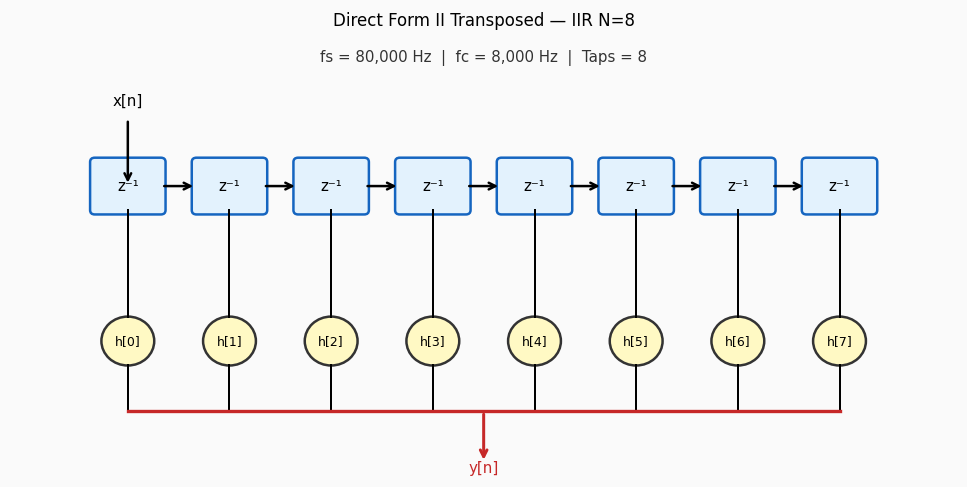 Direct Form II Transposed — IIR N=8
fs = 80,000 Hz | fc = 8,000 Hz | Taps = 8
x[n]
z⁻¹ z⁻¹ z⁻¹ z⁻¹ z⁻¹ z⁻¹ z⁻¹ z⁻¹
h[0] h[1] h[2] h[3] h[4] h[5] h[6] h[7]
y[n]